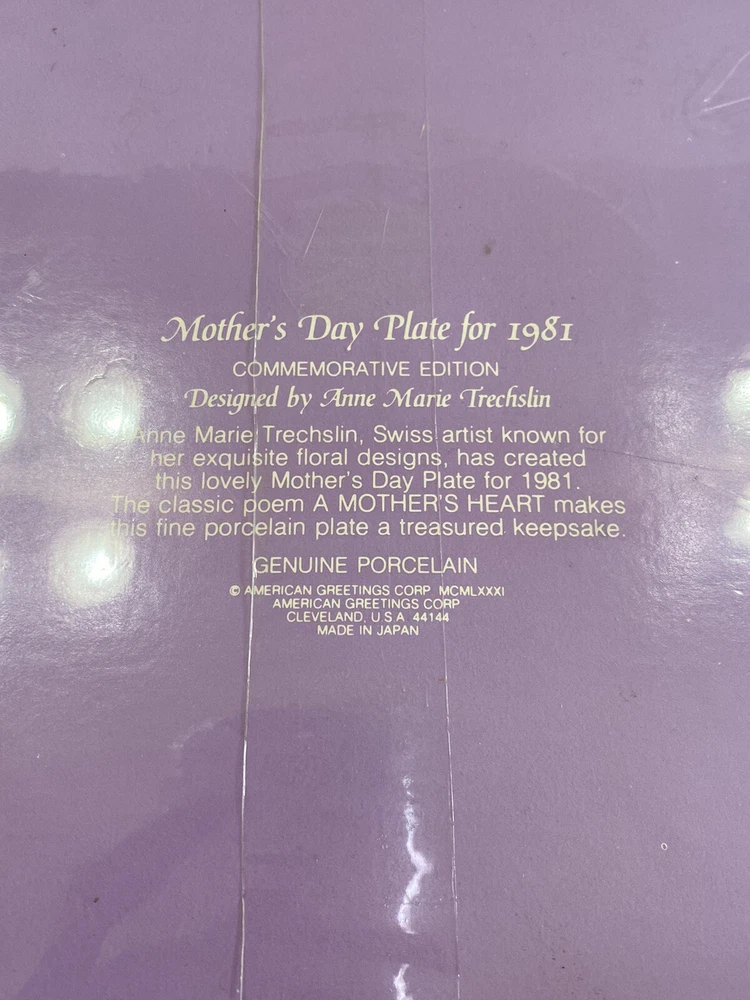 Mother's Day Plate for 1981
COMMEMORATIVE EDITION
Designed by Anne Marie Trechslin
Anne Marie Trechslin, Swiss artist known for
her exquisite floral designs, has created
this lovely Mother's Day Plate for 1981.
The classic poem A MOTHER'S HEART makes
this fine porcelain plate a treasured keepsake.
GENUINE PORCELAIN
© AMERICAN GREETINGS CORP MCMLXXXI
AMERICAN GREETINGS CORP
CLEVELAND, U.S.A. 44144
MADE IN JAPAN